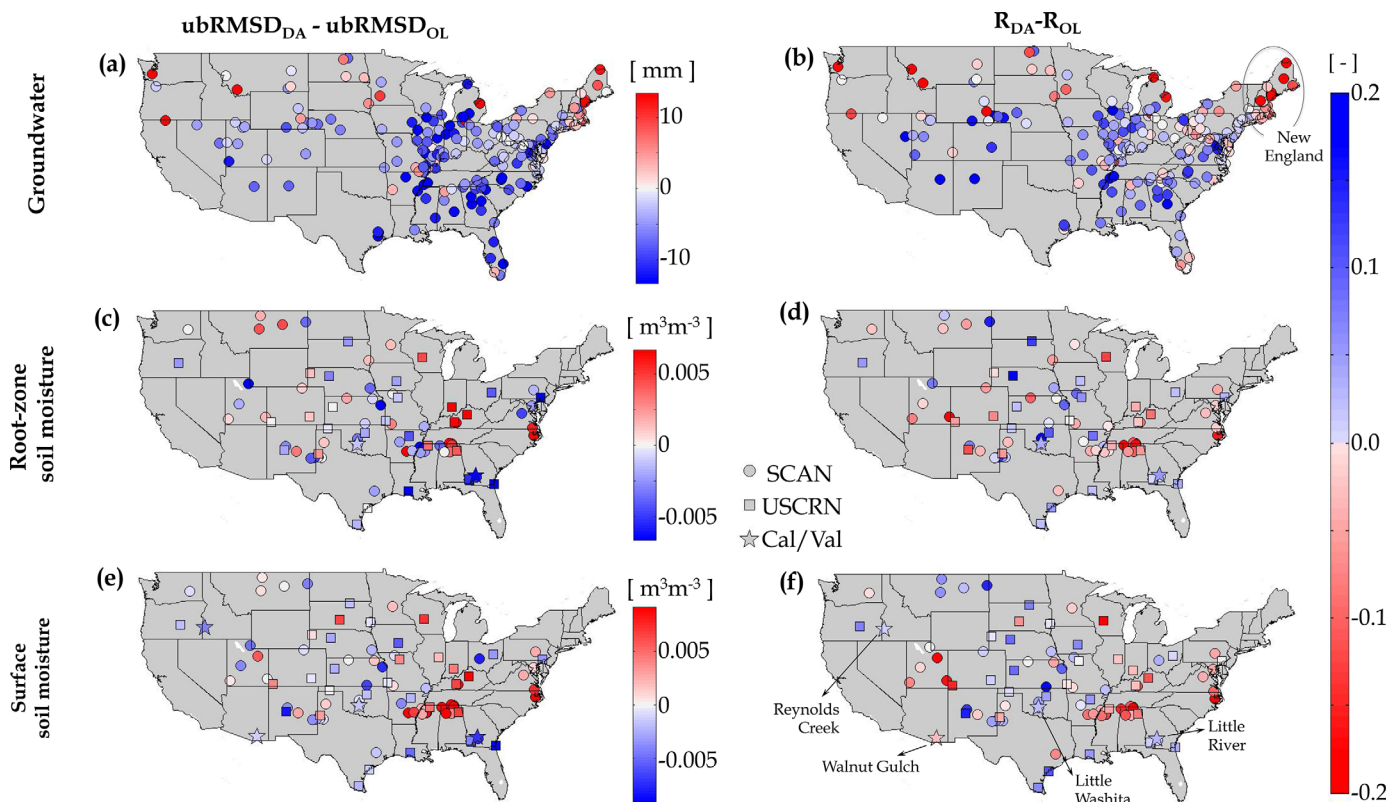 ubRMSD_DA - ubRMSD_OL
R_DA-R_OL
Groundwater
(a)
[ mm]
10
0
-10
(b)
New
England
[-]
0.2
0.1
0.0
-0.1
-0.2
Root-zone
soil moisture
(c)
[ m³m⁻³ ]
0.005
0
-0.005
(d)
SCAN
USCRN
Cal/Val
Surface
soil moisture
(e)
[ m³m⁻³ ]
0.005
0
-0.005
(f)
Reynolds
Creek
Walnut Gulch
Little
Washita
Little
River